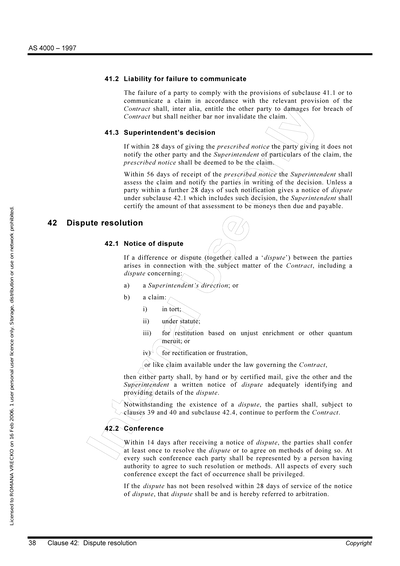 AS 4000 – 1997
41.2 Liability for failure to communicate
The failure of a party to comply with the provisions of subclause 41.1 or to
communicate a claim in accordance with the relevant provision of the
Contract shall, inter alia, entitle the other party to damages for breach of
Contract but shall neither bar nor invalidate the claim.
41.3 Superintendent's decision
If within 28 days of giving the prescribed notice the party giving it does not
notify the other party and the Superintendent of particulars of the claim, the
prescribed notice shall be deemed to be the claim.
Within 56 days of receipt of the prescribed notice the Superintendent shall
assess the claim and notify the parties in writing of the decision. Unless a
party within a further 28 days of such notification gives a notice of dispute
under subclause 42.1 which includes such decision, the Superintendent shall
certify the amount of that assessment to be moneys then due and payable.
42 Dispute resolution
42.1 Notice of dispute
If a difference or dispute (together called a 'dispute') between the parties
arises in connection with the subject matter of the Contract, including a
dispute concerning:
a) a Superintendent's direction; or
b) a claim:
i) in tort;
ii) under statute;
iii) for restitution based on unjust enrichment or other quantum
meruit; or
iv) for rectification or frustration,
or like claim available under the law governing the Contract,
then either party shall, by hand or by certified mail, give the other and the
Superintendent a written notice of dispute adequately identifying and
providing details of the dispute.
Notwithstanding the existence of a dispute, the parties shall, subject to
clauses 39 and 40 and subclause 42.4, continue to perform the Contract.
42.2 Conference
Within 14 days after receiving a notice of dispute, the parties shall confer
at least once to resolve the dispute or to agree on methods of doing so. At
every such conference each party shall be represented by a person having
authority to agree to such resolution or methods. All aspects of every such
conference except the fact of occurrence shall be privileged.
If the dispute has not been resolved within 28 days of service of the notice
of dispute, that dispute shall be and is hereby referred to arbitration.
38 Clause 42: Dispute resolution Copyright
Licensed to ROMANA VRECKO on 16 Feb 2006. 1 user personal user licence only. Storage, distribution or use on network prohibited.